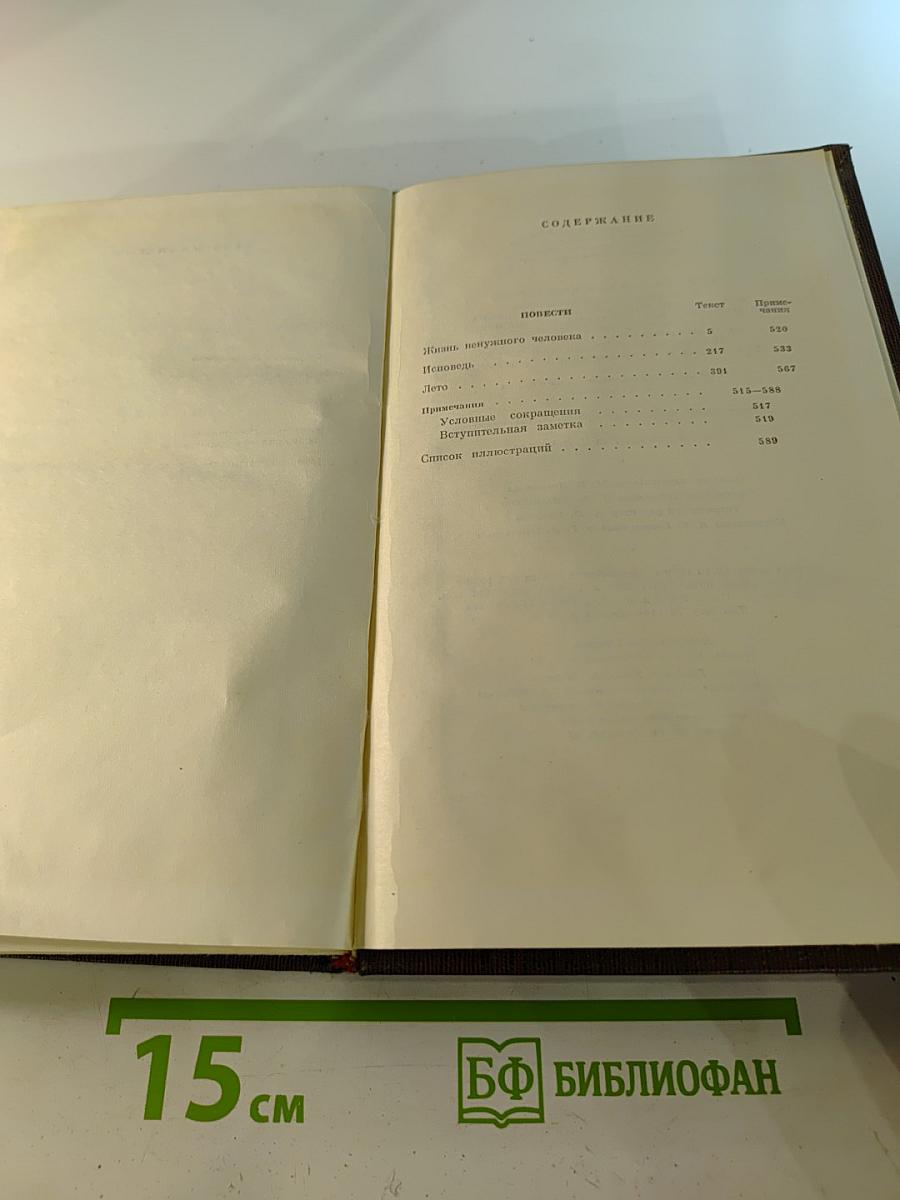 СОДЕРЖАНИЕ
ПОВЕСТИ Текст Приме-
чания
Жизнь ненужного человека . . . . . . . . . 5 520
Исповедь . . . . . . . . . . . . . . . . . . 217 533
Лето . . . . . . . . . . . . . . . . . . . . 391 567
Примечания . . . . . . . . . . . . . . . . . 515—588
Условные сокращения . . . . . . . . 517
Вступительная заметка . . . . . . . . 519
Список иллюстраций . . . . . . . . . . . . 589
15 см
БФ БИБЛИОФАН